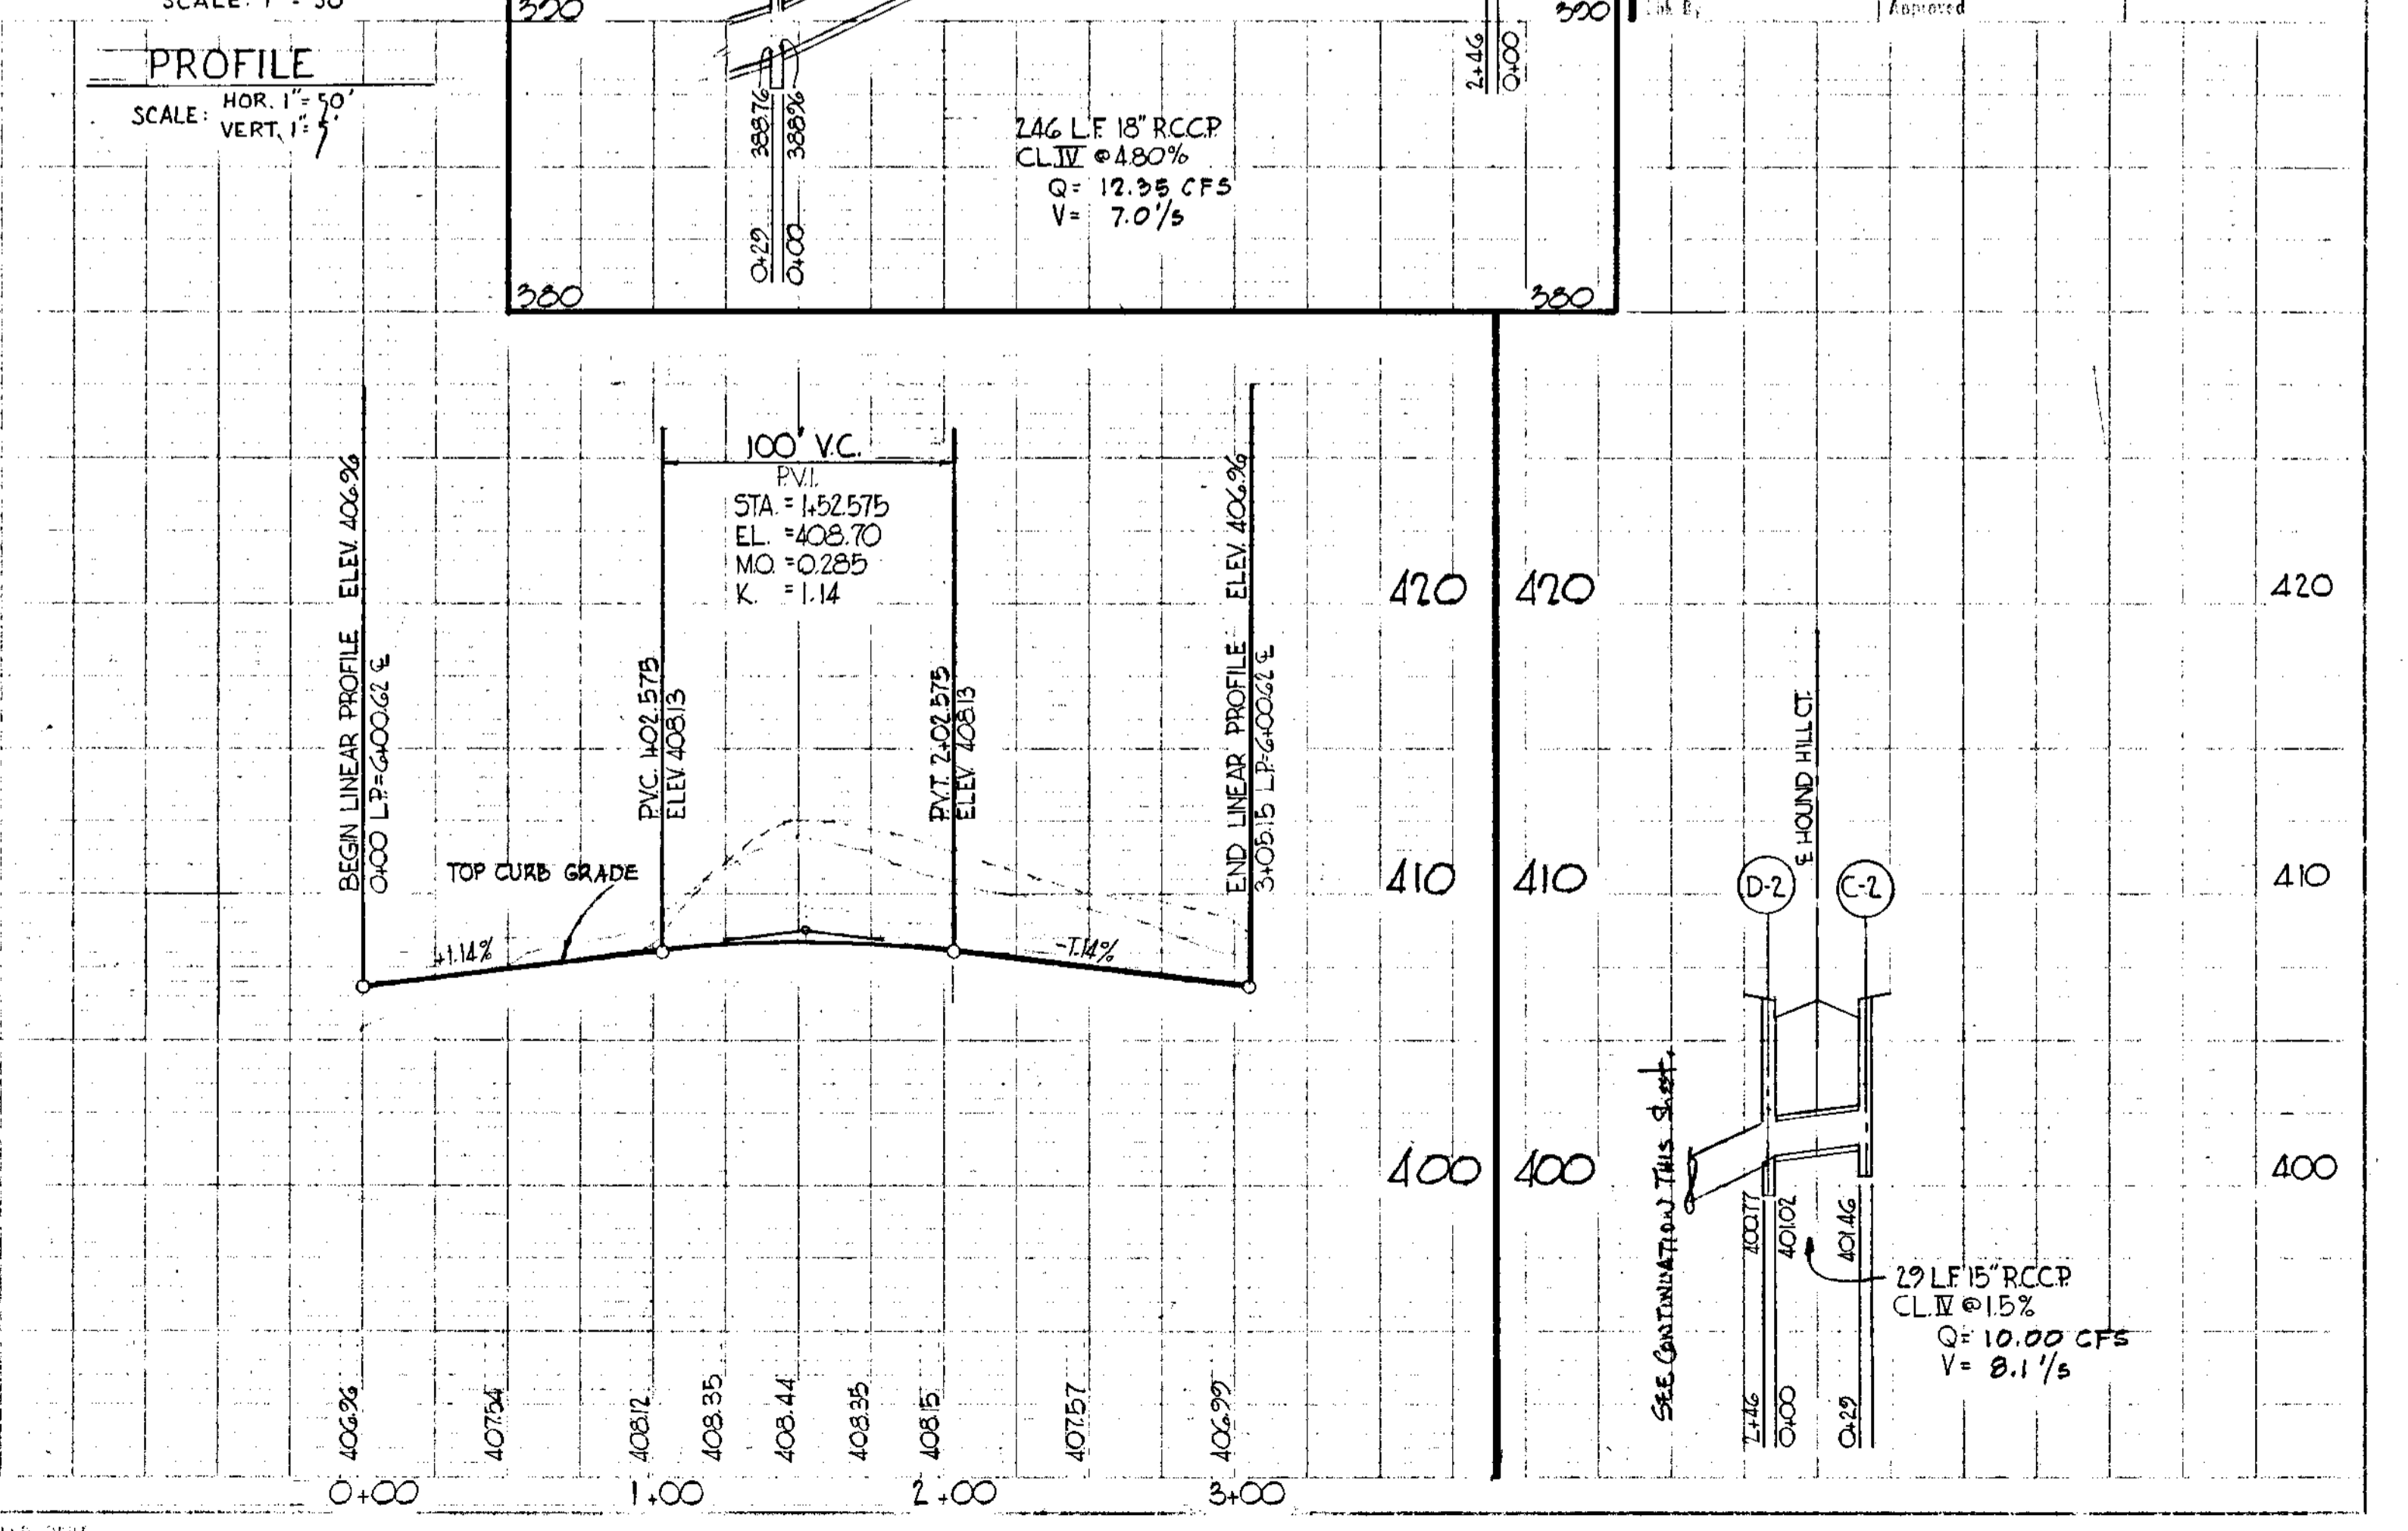 SCALE: 1" = 50'
PROFILE
SCALE: HOR. 1" = 50'
VERT. 1" = 5'
390
390
Approved
388.76
388.96
0+29
0+00
246 L.F. 18" R.C.C.P.
CL. IV @ 4.80%
Q = 12.35 CFS
V = 7.0'/s
2+46
0+00
380
380
BEGIN LINEAR PROFILE ELEV. 406.96
0+00 L.P.=6+00.62 ℄
100' V.C.
P.V.I.
STA. = 1+52.575
EL. = 408.70
M.O. = 0.285
K. = 1.14
P.V.C. 1+02.575
ELEV. 408.13
P.V.T. 2+02.575
ELEV. 408.13
END LINEAR PROFILE ELEV. 406.96
3+05.15 L.P.=6+00.62 ℄
TOP CURB GRADE
+1.14%
-1.14%
420
420
420
410
410
410
400
400
400
℄ HOUND HILL CT.
D-2
C-2
SEE CONTINUATION THIS Sheet.
400.77
401.02
401.46
29 L.F. 15" R.C.C.P.
CL. IV @ 1.5%
Q = 10.00 CFS
V = 8.1'/s
2+46
0+00
0+29
406.96
407.54
408.12
408.35
408.44
408.35
408.15
407.57
406.99
0+00
1+00
2+00
3+00